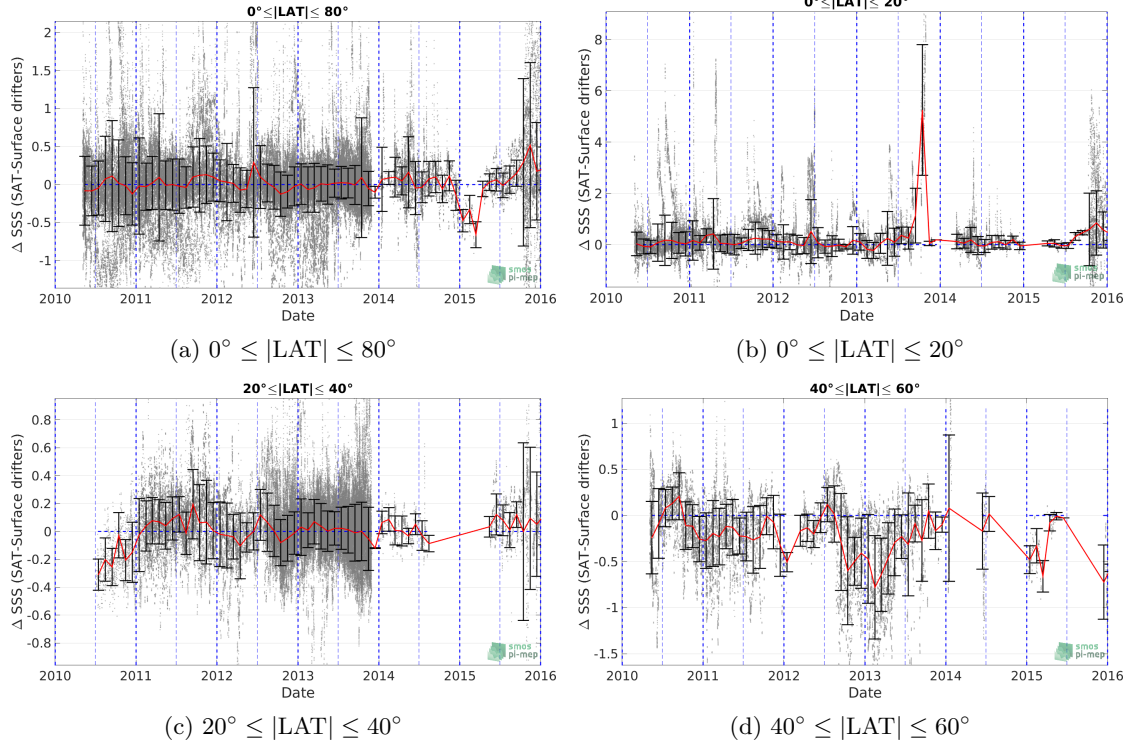 0°≤|LAT|≤ 80°
Δ SSS (SAT-Surface drifters)
2
1.5
1
0.5
0
-0.5
-1
2010 2011 2012 2013 2014 2015 2016
Date
smos
pi-mep
(a) 0° ≤ |LAT| ≤ 80°
0°≤|LAT|≤ 20°
Δ SSS (SAT-Surface drifters)
8
6
4
2
0
2010 2011 2012 2013 2014 2015 2016
Date
smos
pi-mep
(b) 0° ≤ |LAT| ≤ 20°
20°≤|LAT|≤ 40°
Δ SSS (SAT-Surface drifters)
0.8
0.6
0.4
0.2
0
-0.2
-0.4
-0.6
-0.8
2010 2011 2012 2013 2014 2015 2016
Date
smos
pi-mep
(c) 20° ≤ |LAT| ≤ 40°
40°≤|LAT|≤ 60°
Δ SSS (SAT-Surface drifters)
1
0.5
0
-0.5
-1
-1.5
2010 2011 2012 2013 2014 2015 2016
Date
smos
pi-mep
(d) 40° ≤ |LAT| ≤ 60°